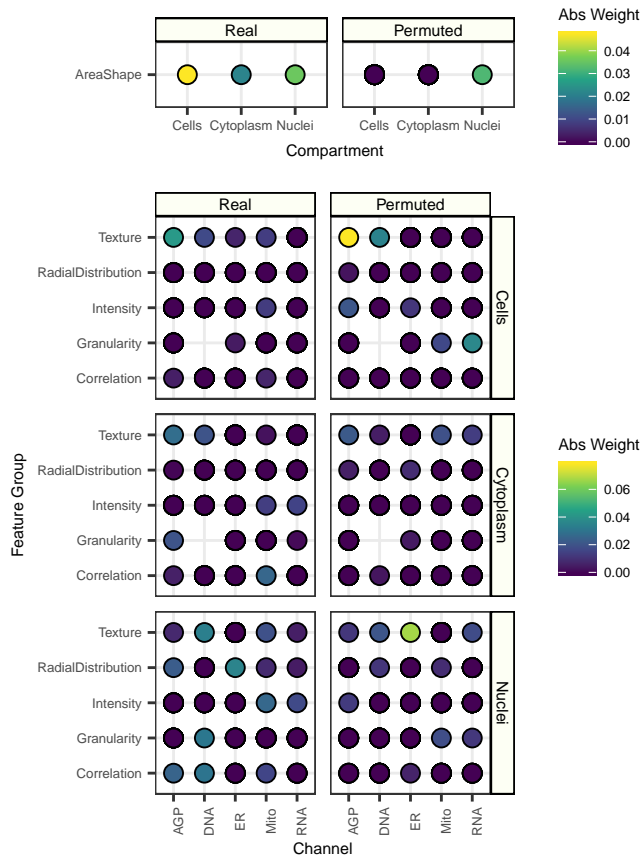 Real Permuted
AreaShape
Cells Cytoplasm Nuclei Cells Cytoplasm Nuclei
Compartment
Abs Weight
0.04
0.03
0.02
0.01
0.00
Real Permuted
Feature Group
Texture
RadialDistribution
Intensity
Granularity
Correlation
Cells
Texture
RadialDistribution
Intensity
Granularity
Correlation
Cytoplasm
Texture
RadialDistribution
Intensity
Granularity
Correlation
Nuclei
AGP DNA ER Mito RNA AGP DNA ER Mito RNA
Channel
Abs Weight
0.06
0.04
0.02
0.00